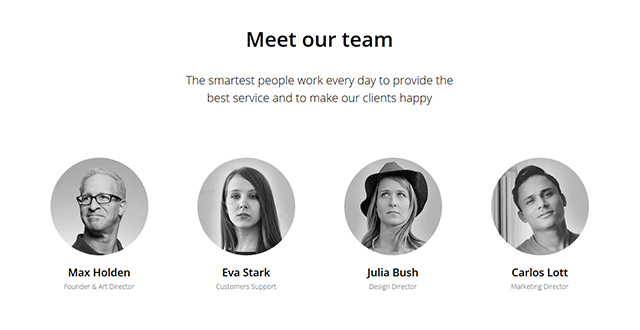 Meet our team
The smartest people work every day to provide the
best service and to make our clients happy
Max Holden
Founder & Art Director
Eva Stark
Customers Support
Julia Bush
Design Director
Carlos Lott
Marketing Director